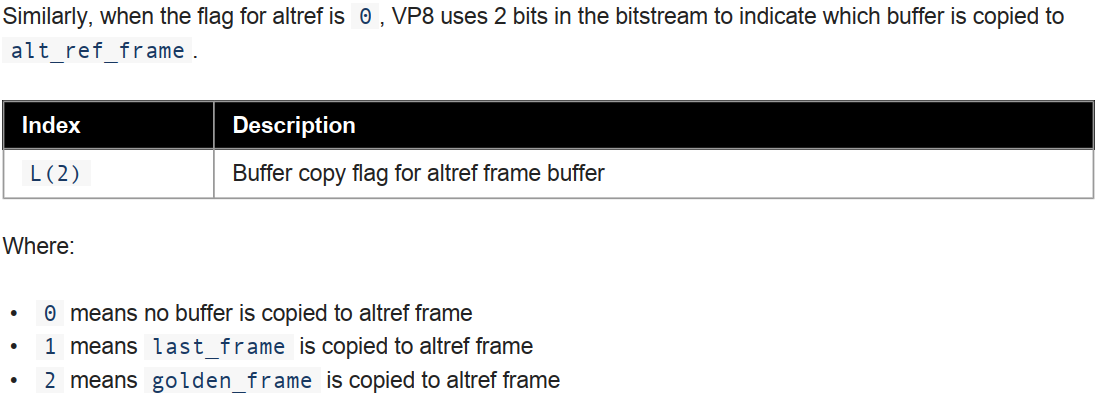 Similarly, when the flag for altref is 0, VP8 uses 2 bits in the bitstream to indicate which buffer is copied to
alt_ref_frame.
Index Description
L(2) Buffer copy flag for altref frame buffer
Where:
• 0 means no buffer is copied to altref frame
• 1 means last_frame is copied to altref frame
• 2 means golden_frame is copied to altref frame